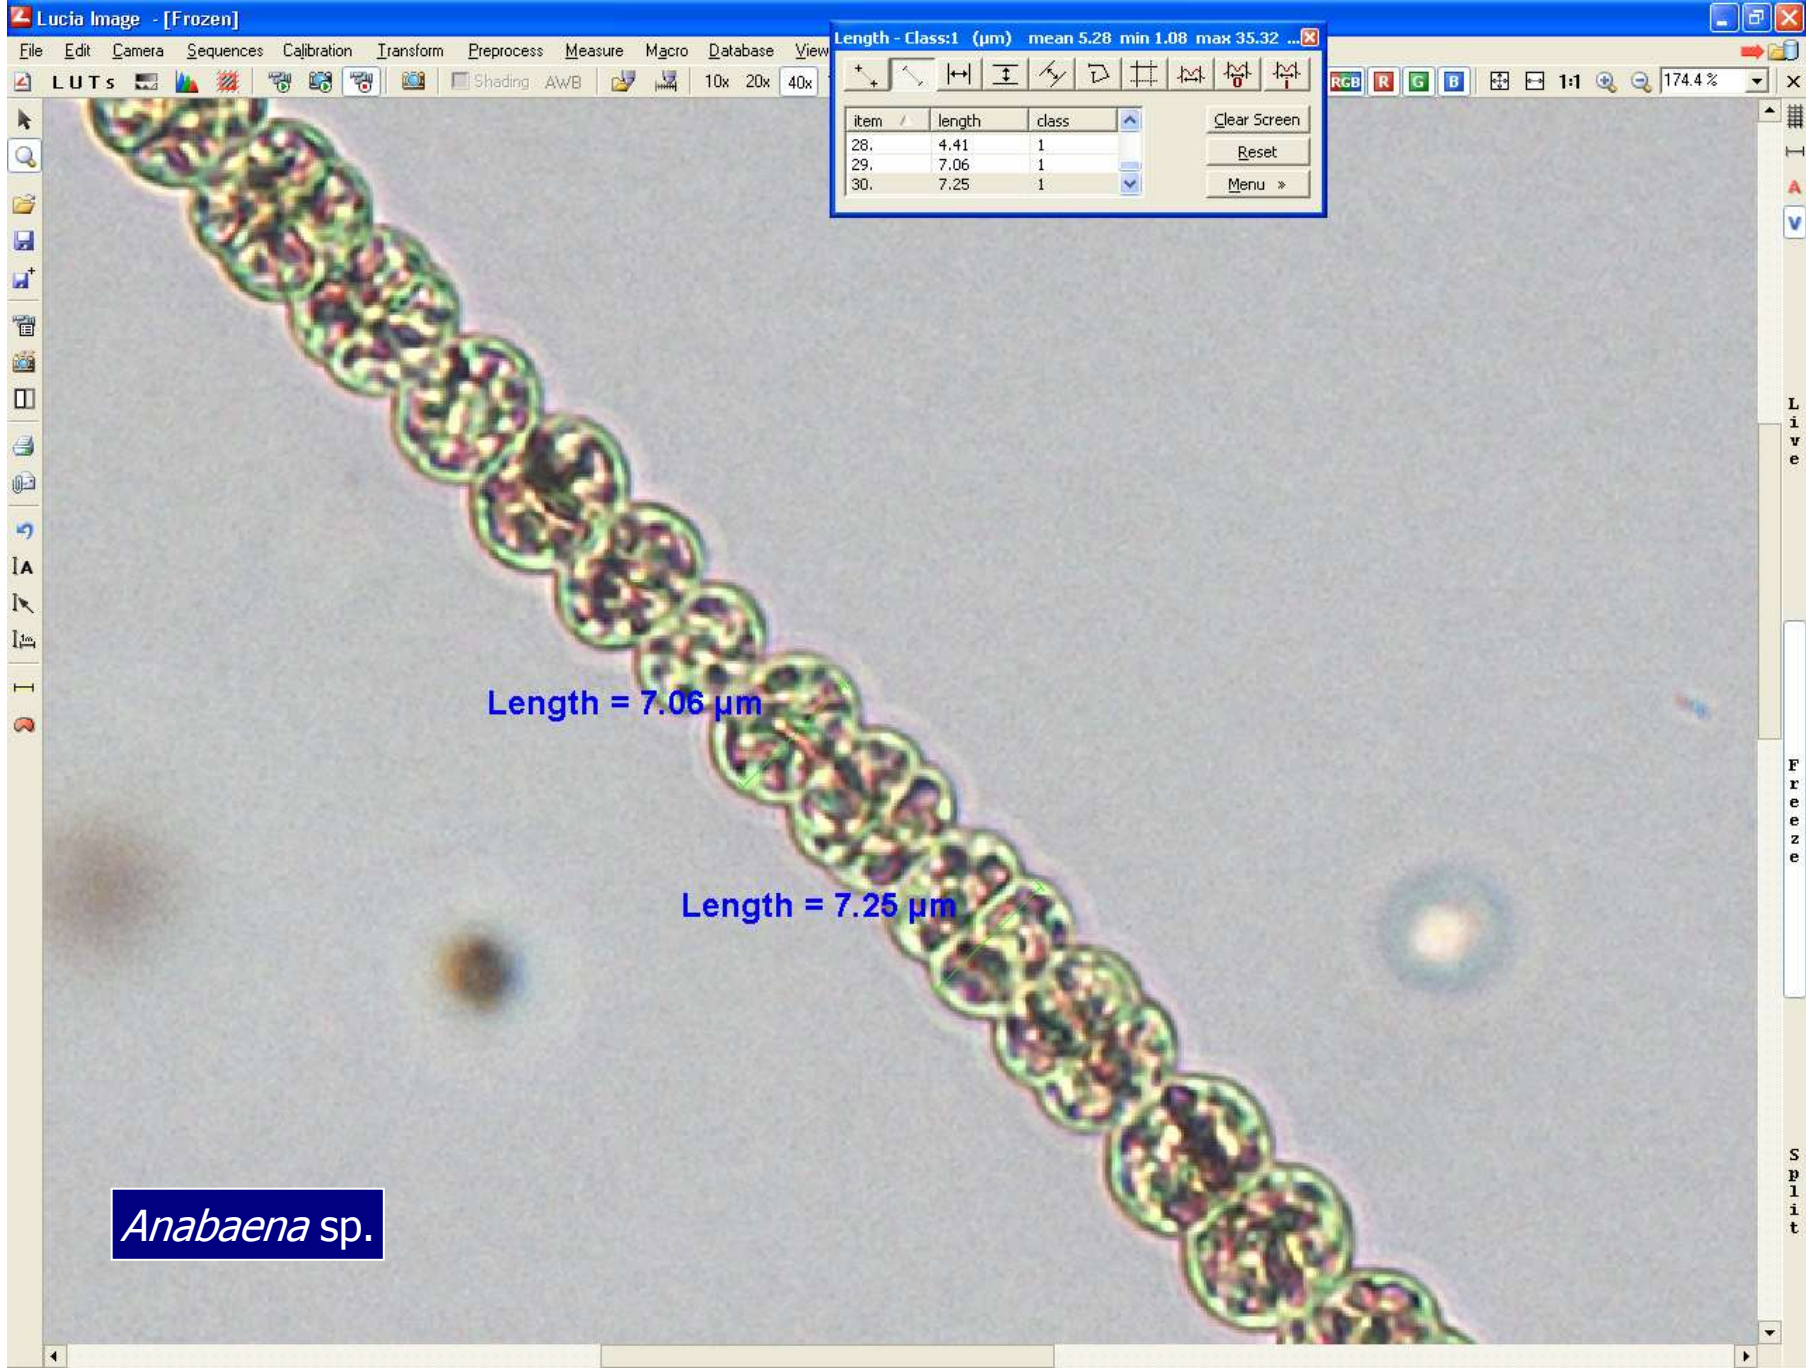 Lucia Image - [Frozen]
File Edit Camera Sequences Calibration Transform Preprocess Measure Macro Database View
LUTs Shading AWB 10x 20x 40x RGB R G B 1:1 174.4 %
Length - Class:1 (µm) mean 5.28 min 1.08 max 35.32 ...
item length class
28. 4.41 1
29. 7.06 1
30. 7.25 1
Clear Screen
Reset
Menu »
A
V
A
1m
Live
Freeze
Split
Length = 7.06 µm
Length = 7.25 µm
Anabaena sp.